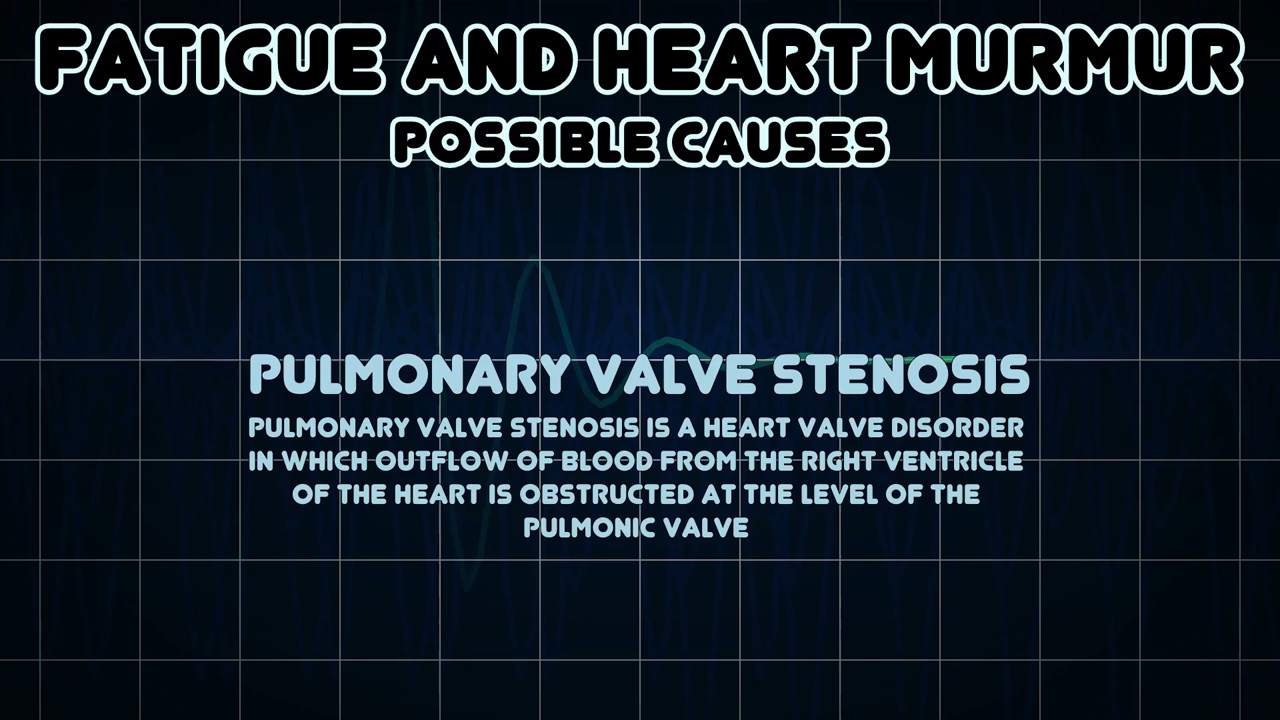 FATIGUE AND HEART MURMUR
POSSIBLE CAUSES
PULMONARY VALVE STENOSIS
PULMONARY VALVE STENOSIS IS A HEART VALVE DISORDER
IN WHICH OUTFLOW OF BLOOD FROM THE RIGHT VENTRICLE
OF THE HEART IS OBSTRUCTED AT THE LEVEL OF THE
PULMONIC VALVE